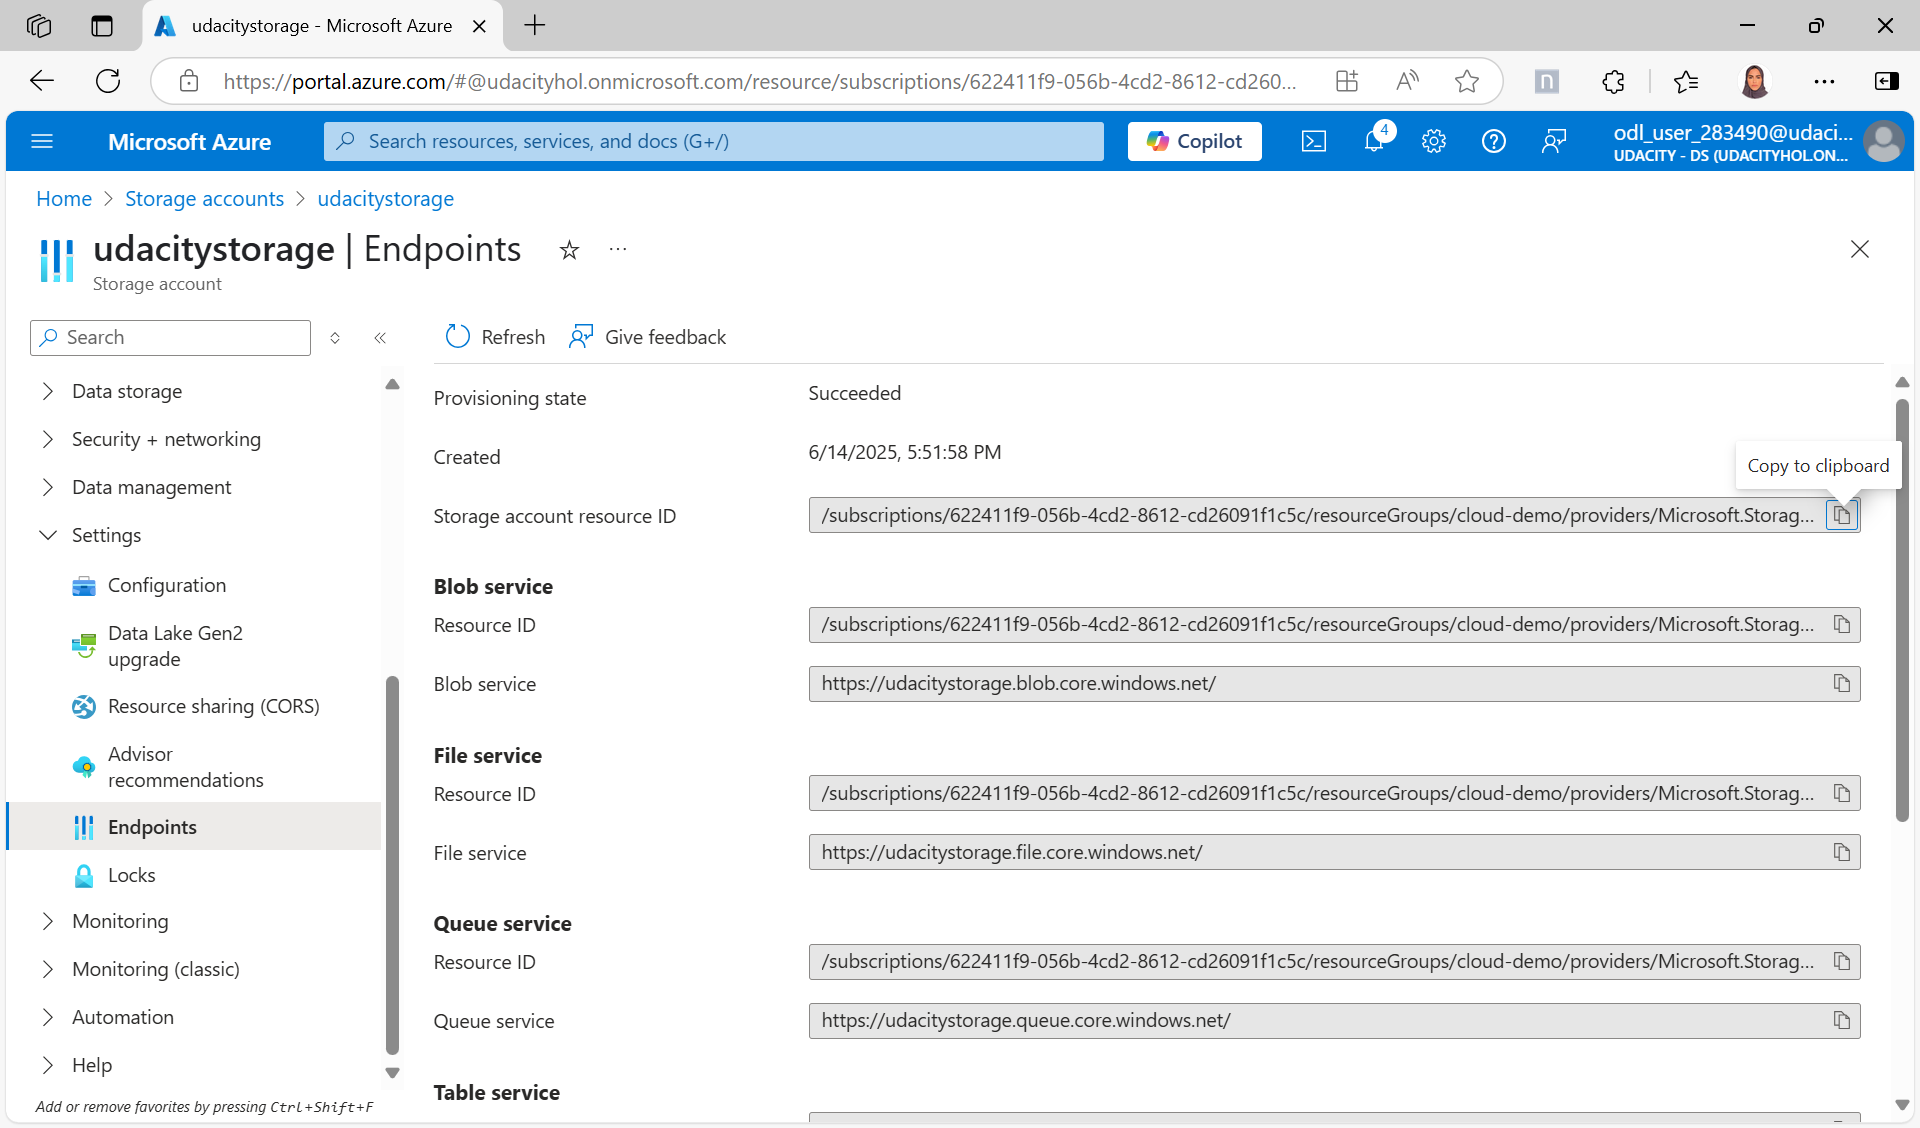 udacitystorage - Microsoft Azure
https://portal.azure.com/#@udacityhol.onmicrosoft.com/resource/subscriptions/622411f9-056b-4cd2-8612-cd260...
Microsoft Azure
Search resources, services, and docs (G+/)
Copilot
4
odl_user_283490@udaci...
UDACITY - DS (UDACITYHOL.ON...
Home > Storage accounts > udacitystorage
udacitystorage | Endpoints
Storage account
Search
Refresh
Give feedback
Data storage
Security + networking
Data management
Settings
Configuration
Data Lake Gen2
upgrade
Resource sharing (CORS)
Advisor
recommendations
Endpoints
Locks
Monitoring
Monitoring (classic)
Automation
Help
Add or remove favorites by pressing Ctrl+Shift+F
Provisioning state
Succeeded
Created
6/14/2025, 5:51:58 PM
Copy to clipboard
Storage account resource ID
/subscriptions/622411f9-056b-4cd2-8612-cd26091f1c5c/resourceGroups/cloud-demo/providers/Microsoft.Storag...
Blob service
Resource ID
/subscriptions/622411f9-056b-4cd2-8612-cd26091f1c5c/resourceGroups/cloud-demo/providers/Microsoft.Storag...
Blob service
https://udacitystorage.blob.core.windows.net/
File service
Resource ID
/subscriptions/622411f9-056b-4cd2-8612-cd26091f1c5c/resourceGroups/cloud-demo/providers/Microsoft.Storag...
File service
https://udacitystorage.file.core.windows.net/
Queue service
Resource ID
/subscriptions/622411f9-056b-4cd2-8612-cd26091f1c5c/resourceGroups/cloud-demo/providers/Microsoft.Storag...
Queue service
https://udacitystorage.queue.core.windows.net/
Table service